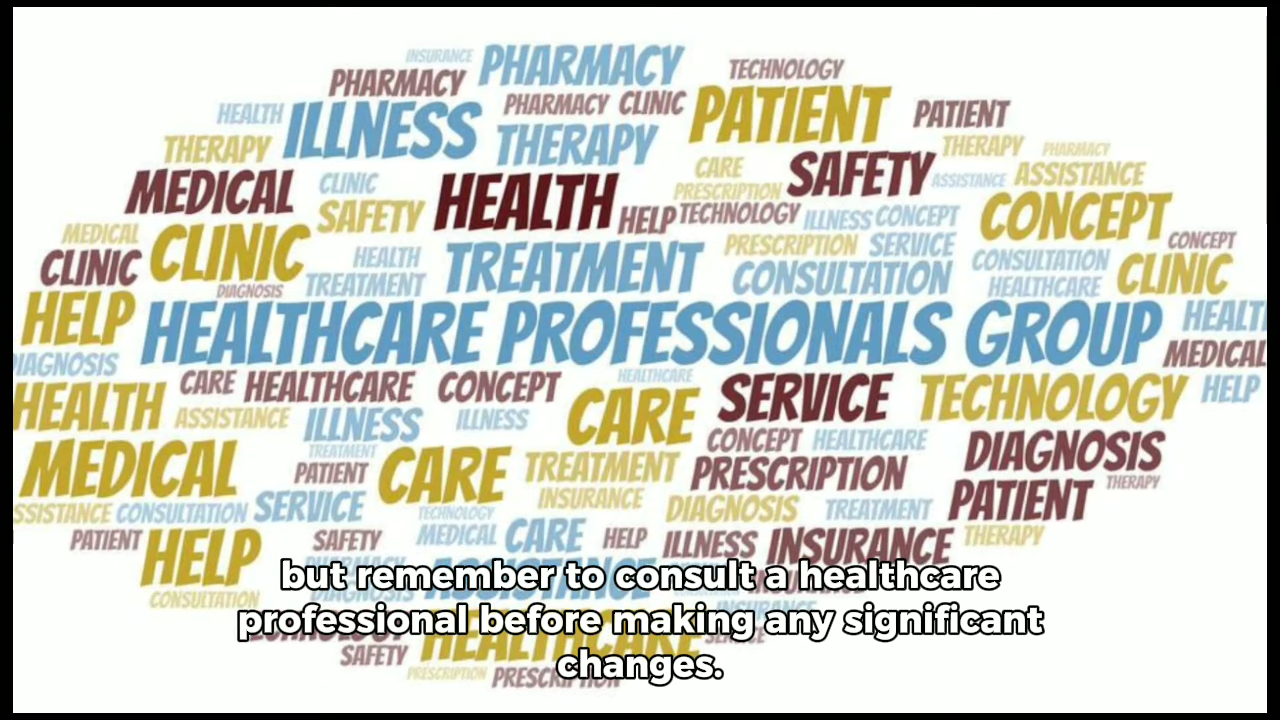 INSURANCE PHARMACY TECHNOLOGY
PHARMACY
HEALTH ILLNESS PHARMACY CLINIC PATIENT PATIENT
THERAPY THERAPY THERAPY PHARMACY
MEDICAL CLINIC HEALTH CARE SAFETY ASSISTANCE ASSISTANCE
PRESCRIPTION
SAFETY HELP TECHNOLOGY ILLNESS CONCEPT CONCEPT
MEDICAL CLINIC HEALTH TREATMENT PRESCRIPTION SERVICE CONCEPT
CLINIC CONSULTATION CONSULTATION CLINIC
DIAGNOSIS TREATMENT HEALTHCARE
HELP HEALTHCARE PROFESSIONALS GROUP HEALT
IAGNOSIS MEDICAL
HEALTH CARE HEALTHCARE CONCEPT HEALTHCARE SERVICE TECHNOLOGY HELP
ASSISTANCE ILLNESS ILLNESS CARE
CONCEPT HEALTHCARE DIAGNOSIS
TREATMENT
MEDICAL PATIENT CARE TREATMENT PRESCRIPTION THERAPY
SSISTANCE CONSULTATION SERVICE INSURANCE DIAGNOSIS TREATMENT PATIENT
TECHNOLOGY
PATIENT HELP SAFETY MEDICAL CARE HELP ILLNESS INSURANCE THERAPY
ASSISTANCE
but remember to consult a healthcare
CONSULTATION DIAGNOSIS
professional before making any significant
SAFETY HEALTHCARE
changes.
PRESCRIPTION